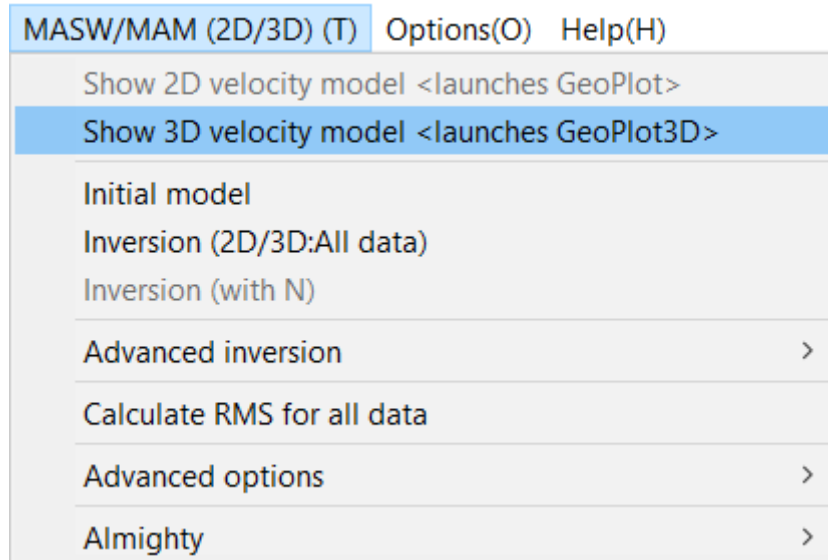 MASW/MAM (2D/3D) (T) Options(O) Help(H)
Show 2D velocity model <launches GeoPlot>
Show 3D velocity model <launches GeoPlot3D>
Initial model
Inversion (2D/3D:All data)
Inversion (with N)
Advanced inversion
Calculate RMS for all data
Advanced options
Almighty